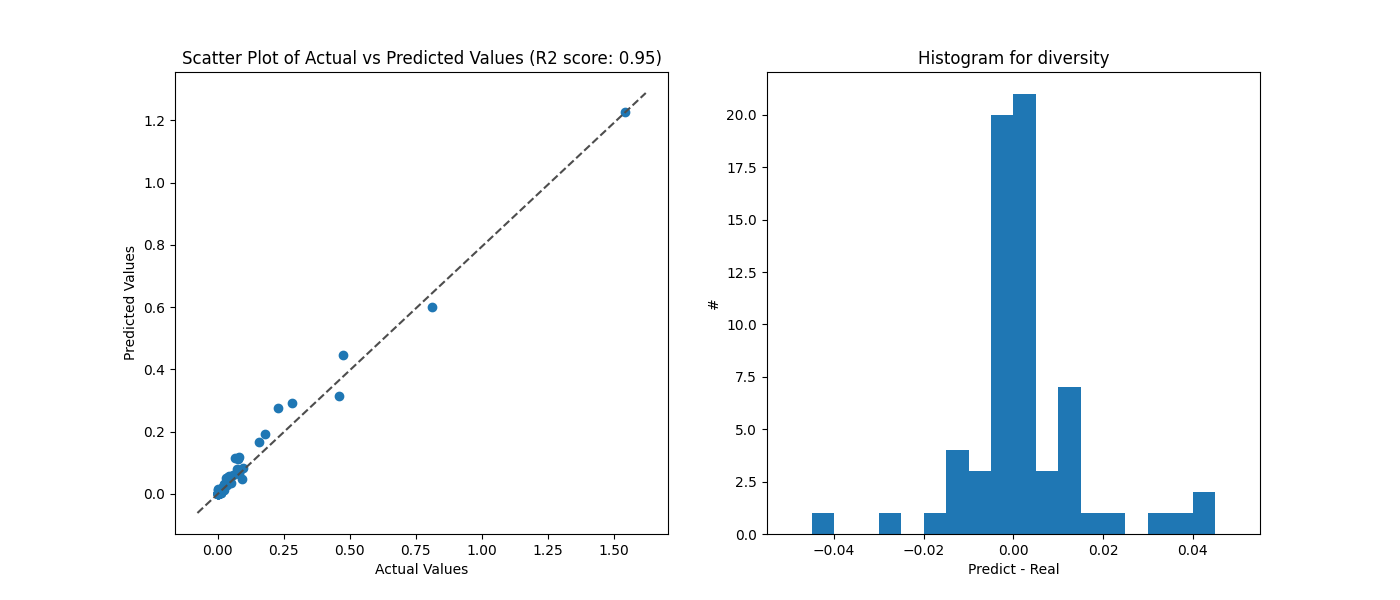 Scatter Plot of Actual vs Predicted Values (R2 score: 0.95)
1.2
1.0
0.8
0.6
0.4
0.2
0.0
Predicted Values
0.00 0.25 0.50 0.75 1.00 1.25 1.50
Actual Values
Histogram for diversity
20.0
17.5
15.0
12.5
10.0
7.5
5.0
2.5
0.0
#
−0.04 −0.02 0.00 0.02 0.04
Predict - Real